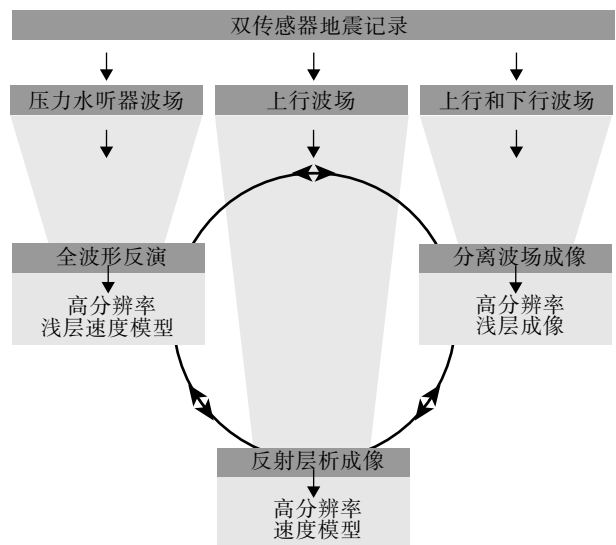 双传感器地震记录
压力水听器波场
上行波场
上行和下行波场
全波形反演
高分辨率
浅层速度模型
分离波场成像
高分辨率
浅层成像
反射层析成像
高分辨率
速度模型